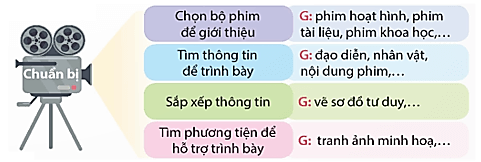 Chuẩn bị
Chọn bộ phim
để giới thiệu
G: phim hoạt hình, phim
tài liệu, phim khoa học,...
Tìm thông tin
để trình bày
G: đạo diễn, nhân vật,
nội dung phim,...
Sắp xếp thông tin
G: vẽ sơ đồ tư duy,...
Tìm phương tiện để
hỗ trợ trình bày
G: tranh ảnh minh hoạ,...